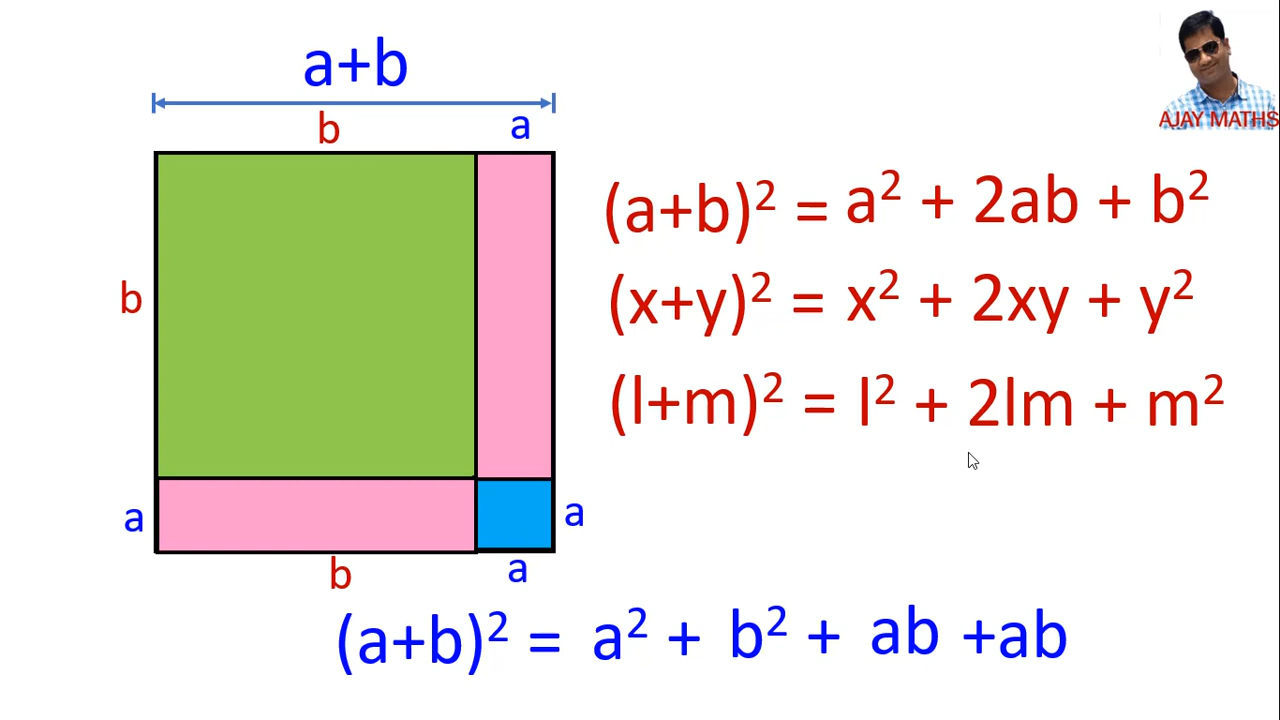 a+b
b a
AJAY MATHS
(a+b)² = a² + 2ab + b²
b
(x+y)² = x² + 2xy + y²
(l+m)² = l² + 2lm + m²
a a
b a
(a+b)² = a² + b² + ab +ab